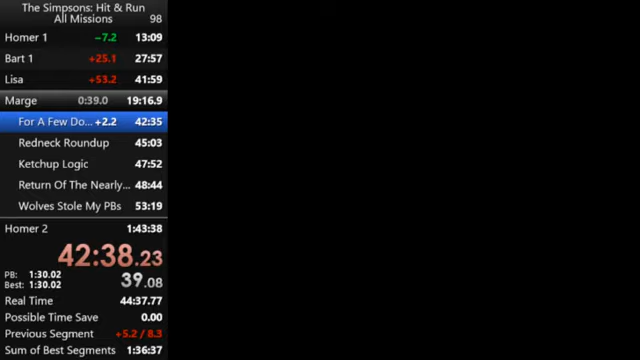 The Simpsons: Hit & Run
All Missions 98
Homer 1 −7.2 13:09
Bart 1 +25.1 27:57
Lisa +53.2 41:59
Marge 0:39.0 19:16.9
For A Few Do... +2.2 42:35
Redneck Roundup 45:03
Ketchup Logic 47:52
Return Of The Nearly... 48:44
Wolves Stole My PBs 53:19
Homer 2 1:43:38
42:38.23
PB: 1:30.02
Best: 1:30.02
39.08
Real Time 44:37.77
Possible Time Save 0.00
Previous Segment +5.2 / 8.3
Sum of Best Segments 1:36:37